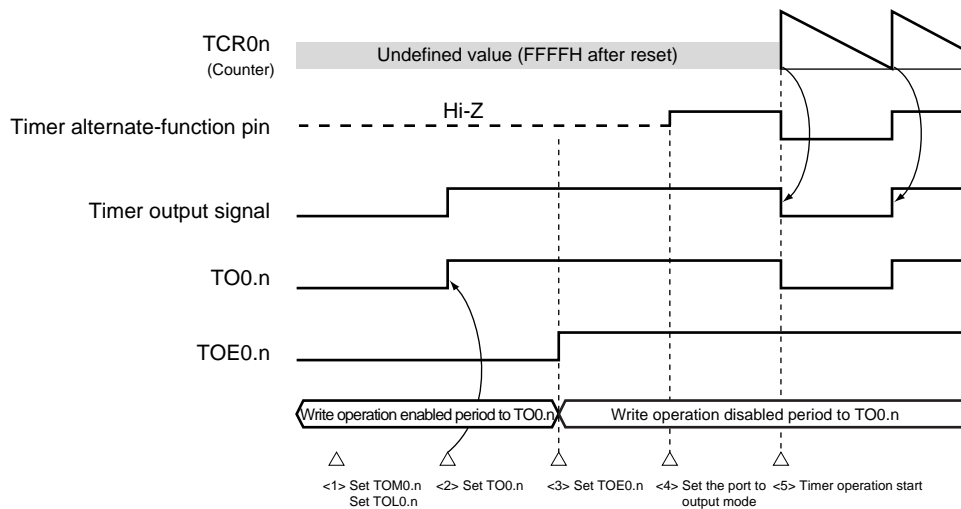 TCR0n
(Counter)
Undefined value (FFFFH after reset)
Hi-Z
Timer alternate-function pin
Timer output signal
TO0.n
TOE0.n
Write operation enabled period to TO0.n
Write operation disabled period to TO0.n
<1> Set TOM0.n
Set TOL0.n
<2> Set TO0.n
<3> Set TOE0.n
<4> Set the port to
output mode
<5> Timer operation start